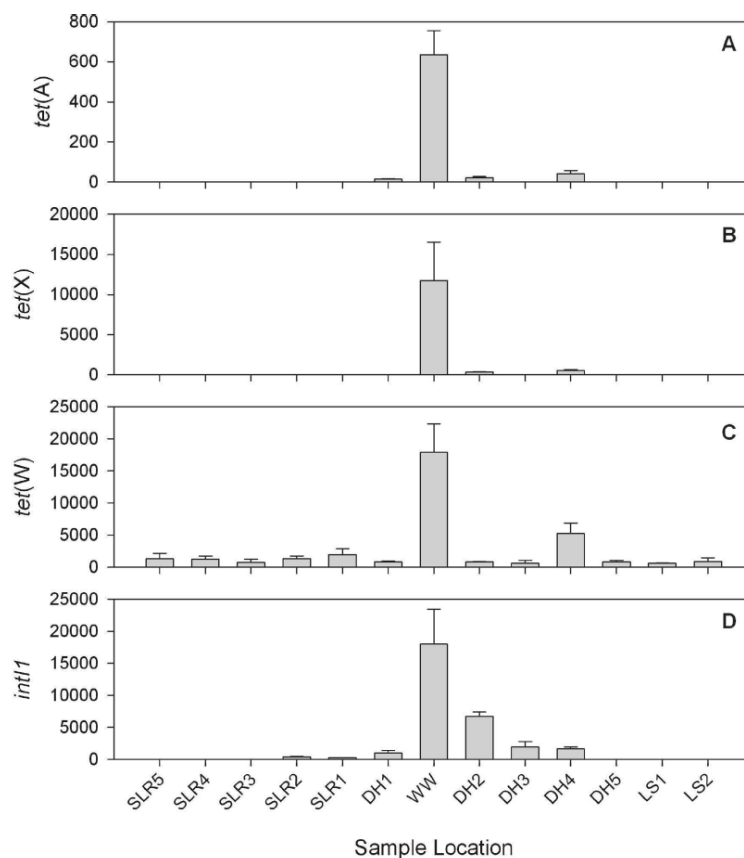 800
A
600
tet(A)
400
200
0
20000
B
15000
tet(X)
10000
5000
0
25000
C
20000
tet(W)
15000
10000
5000
0
25000
D
20000
intI1
15000
10000
5000
0
SLR5 SLR4 SLR3 SLR2 SLR1 DH1 WW DH2 DH3 DH4 DH5 LS1 LS2
Sample Location